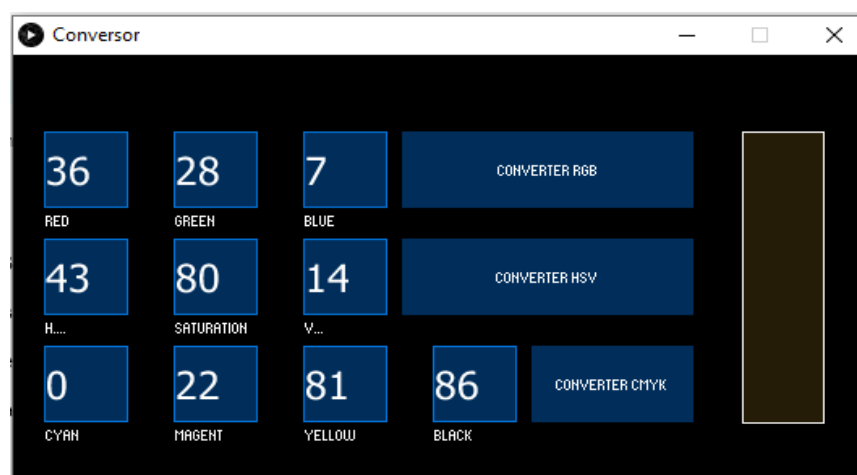 Conversor
36 28 7 CONVERTER RGB
RED GREEN BLUE
43 80 14 CONVERTER HSV
H.... SATURATION V...
0 22 81 86 CONVERTER CMYK
CYAN MAGENT YELLOW BLACK